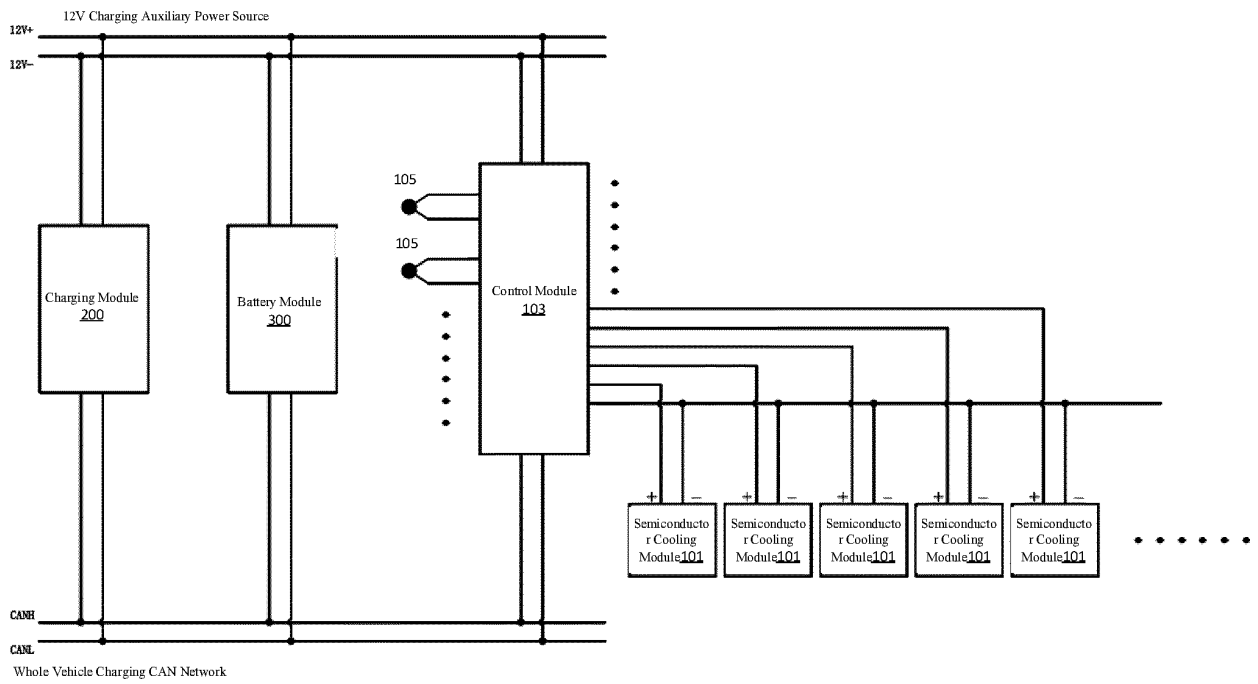 12V Charging Auxiliary Power Source
12V+
12V-
105
105
Charging Module
200
Battery Module
300
Control Module
103
+ -
+ -
+ -
+ -
+ -
Semiconducto
r Cooling
Module101
Semiconducto
r Cooling
Module101
Semiconducto
r Cooling
Module101
Semiconducto
r Cooling
Module101
Semiconducto
r Cooling
Module101
CANH
CANL
Whole Vehicle Charging CAN Network